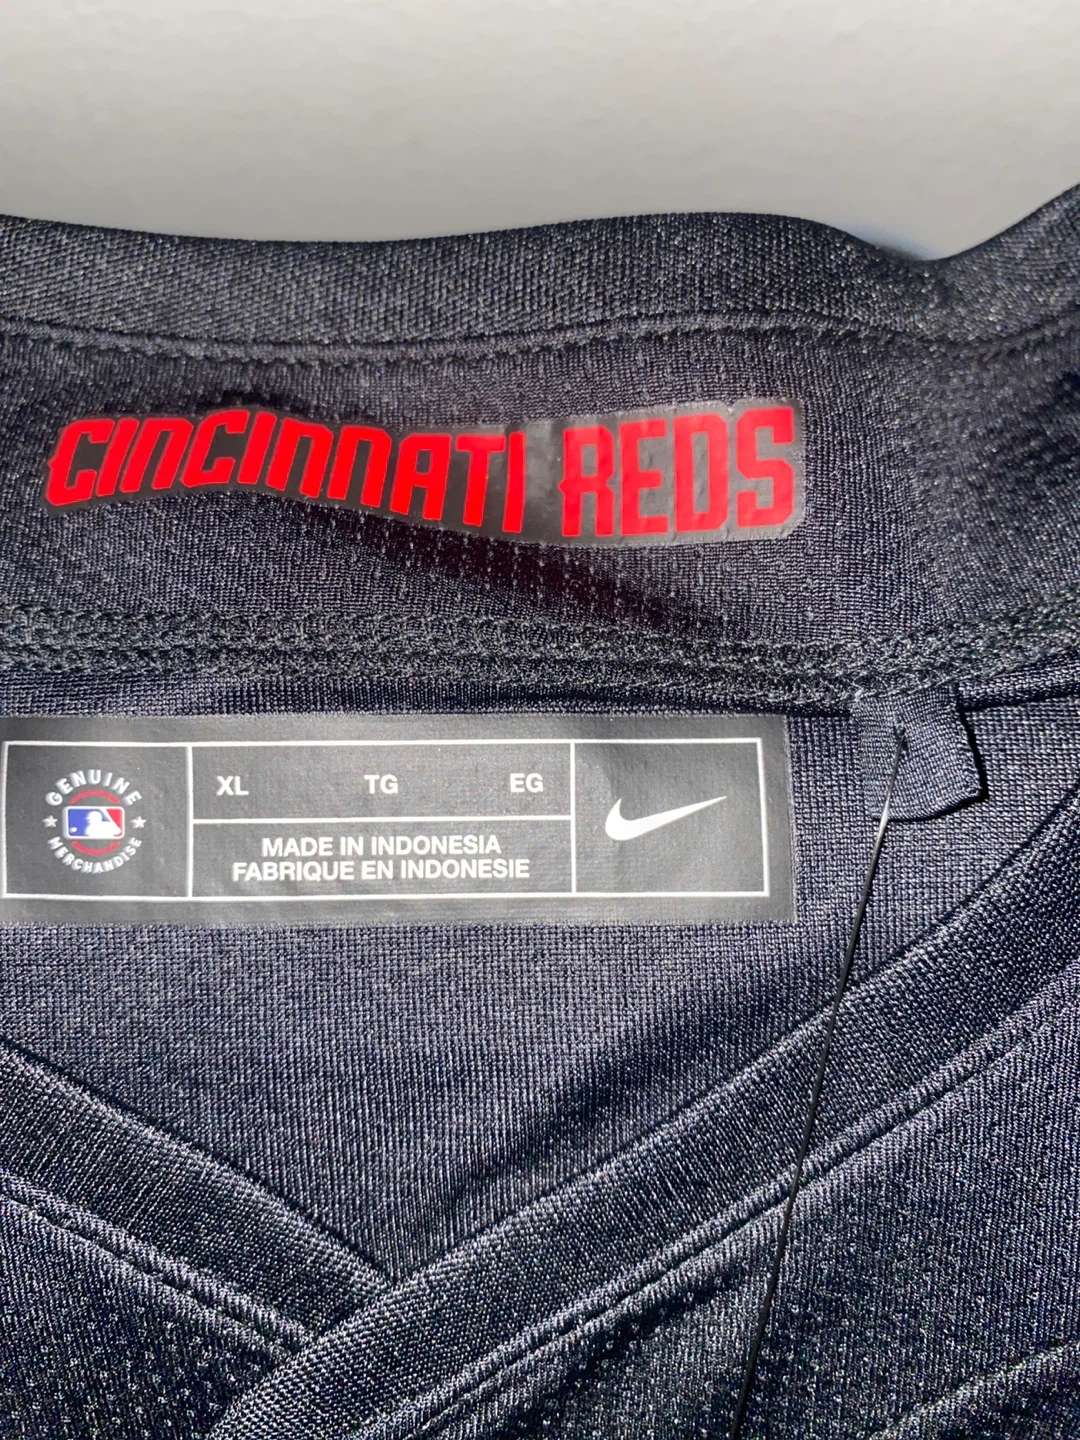 CINCINNATI REDS
GENUINE
MERCHANDISE
XL TG EG
MADE IN INDONESIA
FABRIQUE EN INDONESIE